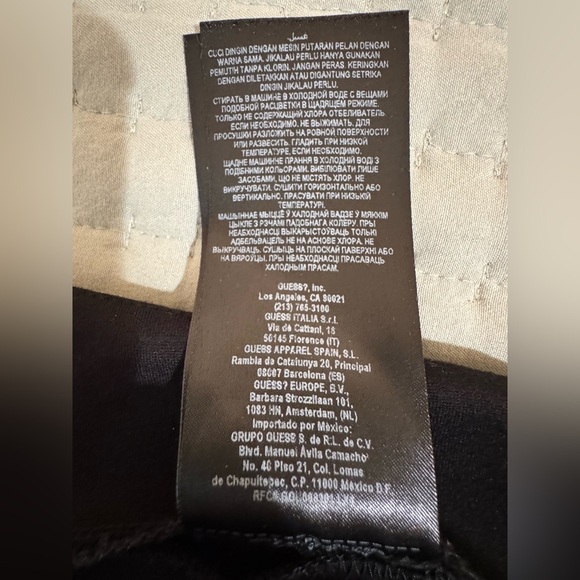 غسيل
CUCI DINGIN DENGAN MESIN PUTARAN PELAN DENGAN
WARNA SAMA. JIKALAU PERLU HANYA GUNAKAN
PEMUTIH TANPA KLORIN. JANGAN PERAS. KERINGKAN
DENGAN DILETAKKAN ATAU DIGANTUNG SETRIKA
DINGIN JIKALAU PERLU.
СТИРАТЬ В МАШИНЕ В ХОЛОДНОЙ ВОДЕ С ВЕЩАМИ
ПОДОБНОЙ РАСЦВЕТКИ В ЩАДЯЩЕМ РЕЖИМЕ.
ТОЛЬКО НЕ СОДЕРЖАЩИЙ ХЛОРА ОТБЕЛИВАТЕЛЬ
ЕСЛИ НЕОБХОДИМО. НЕ ВЫЖИМАТЬ. ДЛЯ
ПРОСУШКИ РАЗЛОЖИТЬ НА РОВНОЙ ПОВЕРХНОСТИ
ИЛИ РАЗВЕСИТЬ. ГЛАДИТЬ С НИЗКОЙ
ТЕМПЕРАТУРЕ, ЕСЛИ НЕОБХОДИМО.
ЩАДНЕ МАШИННЕ ПРАННЯ В ХОЛОДНІЙ ВОДІ З
ПОДІБНИМИ КОЛЬОРАМИ. ВИБІЛЮВАТИ ЛИШЕ
ЗАСОБАМИ, ЩО НЕ МІСТЯТЬ ХЛОР. НЕ
ВИКРУЧУВАТИ. СУШИТИ ГОРИЗОНТАЛЬНО АБО
ВЕРТИКАЛЬНО, ПРАСУВАТИ ПРИ НИЗЬКІЙ
ТЕМПЕРАТУРІ.
МАШЫННАЕ МЫЦЦЁ Ў ХАЛОДНАЙ ВАДЗЕ Ў МЯККІМ
ЦЫКЛЕ З РЭЧАМІ ПАДОБНАГА КОЛЕРУ. ПРЫ
НЕАБХОДНАСЦІ ВЫКАРЫСТОЎВАЦЬ ТОЛЬКІ
АДБЕЛЬВАЦЕЛЬ НЕ НА АСНОВЕ ХЛОРА. НЕ
ВЫКРУЧВАЦЬ. СУШЫЦЬ НА ПЛОСКАЙ ПАВЕРХНІ АБО
НА ВЯРОЎЦЫ. ПРЫ НЕАБХОДНАСЦІ ПРАСАВАЦЬ
ХАЛОДНЫМ ПРАСАМ.
GUESS?, Inc.
Los Angeles, CA 90021
(213) 765-3100
GUESS ITALIA S.r.l.
Via de Cattani, 18
50145 Florence (IT)
GUESS APPAREL SPAIN, S.L.
Rambla de Catalunya 20, Principal
08007 Barcelona (ES)
GUESS? EUROPE, B.V.
Barbara Strozzilaan 101,
1083 HN, Amsterdam, (NL)
Importado por México:
GRUPO GUESS S. de R.L. de C.V.
Blvd. Manuel Ávila Camacho
No. 40 Piso 21, Col. Lomas
de Chapultepec, C.P. 11000 México D.F.